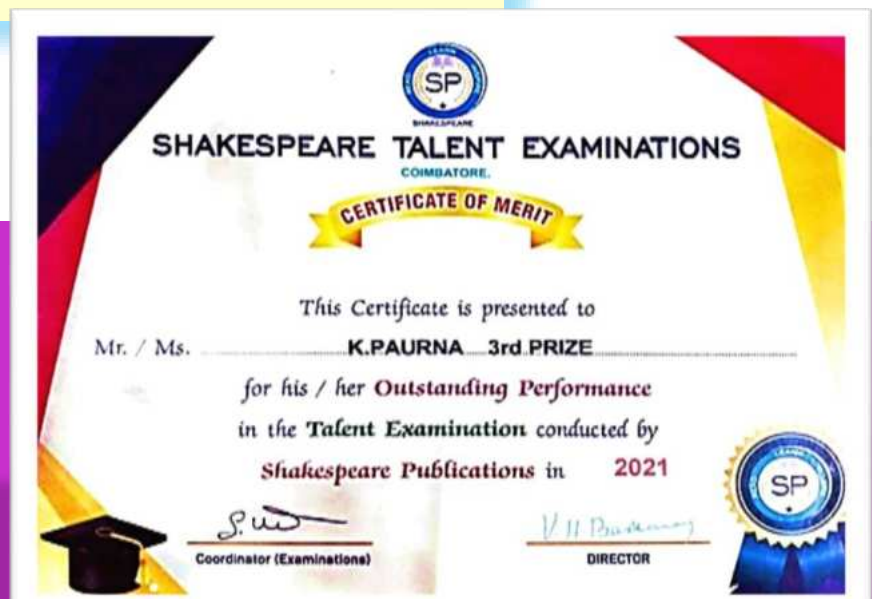 SP
SHAKESPEARE
SHAKESPEARE TALENT EXAMINATIONS
COIMBATORE.
CERTIFICATE OF MERIT
This Certificate is presented to
Mr. / Ms. K.PAURNA 3rd PRIZE
for his / her Outstanding Performance
in the Talent Examination conducted by
Shakespeare Publications in 2021
SP
Coordinator (Examinations) DIRECTOR